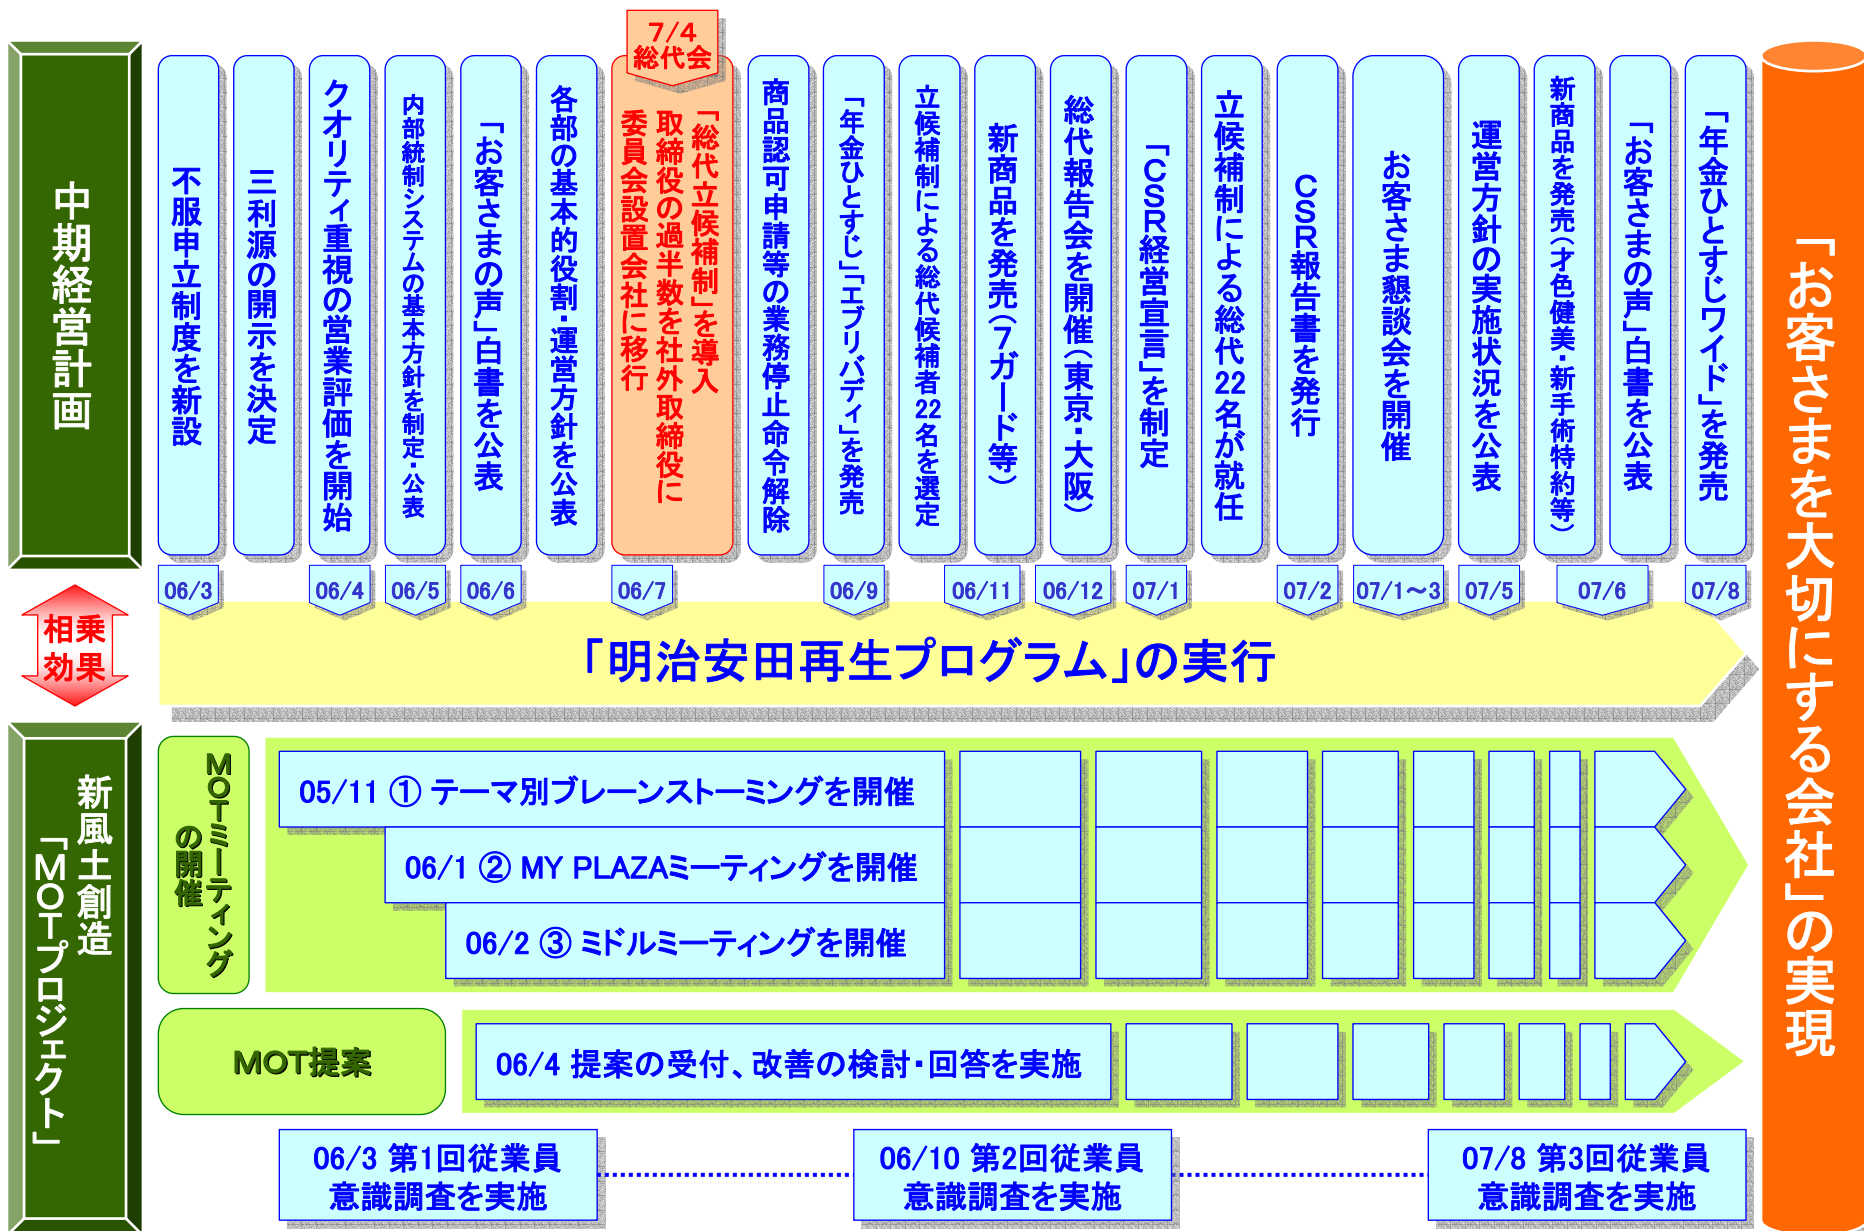 中期経営計画
不服申立制度を新設
三利源の開示を決定
クオリティ重視の営業評価を開始
内部統制システムの基本方針を制定・公表
「お客さまの声」白書を公表
各部の基本的役割・運営方針を公表
7/4
総代会
「総代立候補制」を導入
取締役の過半数を社外取締役に
委員会設置会社に移行
商品認可申請等の業務停止命令解除
「年金ひとすじ」「エブリバディ」を発売
立候補制による総代候補者22名を選定
新商品を発売(7ガード等)
総代報告会を開催(東京・大阪)
「CSR経営宣言」を制定
立候補制による総代22名が就任
CSR報告書を発行
お客さま懇談会を開催
運営方針の実施状況を公表
新商品を発売(才色健美・新手術特約等)
「お客さまの声」白書を公表
「年金ひとすじワイド」を発売
06/3
06/4
06/5
06/6
06/7
06/9
06/11
06/12
07/1
07/2
07/1～3
07/5
07/6
07/8
相乗
効果
「明治安田再生プログラム」の実行
新風土創造
「MOTプロジェクト」
MOTミーティング
の開催
05/11 ① テーマ別ブレーンストーミングを開催
06/1 ② MY PLAZAミーティングを開催
06/2 ③ ミドルミーティングを開催
MOT提案
06/4 提案の受付、改善の検討・回答を実施
06/3 第1回従業員
意識調査を実施
06/10 第2回従業員
意識調査を実施
07/8 第3回従業員
意識調査を実施
「お客さまを大切にする会社」の実現